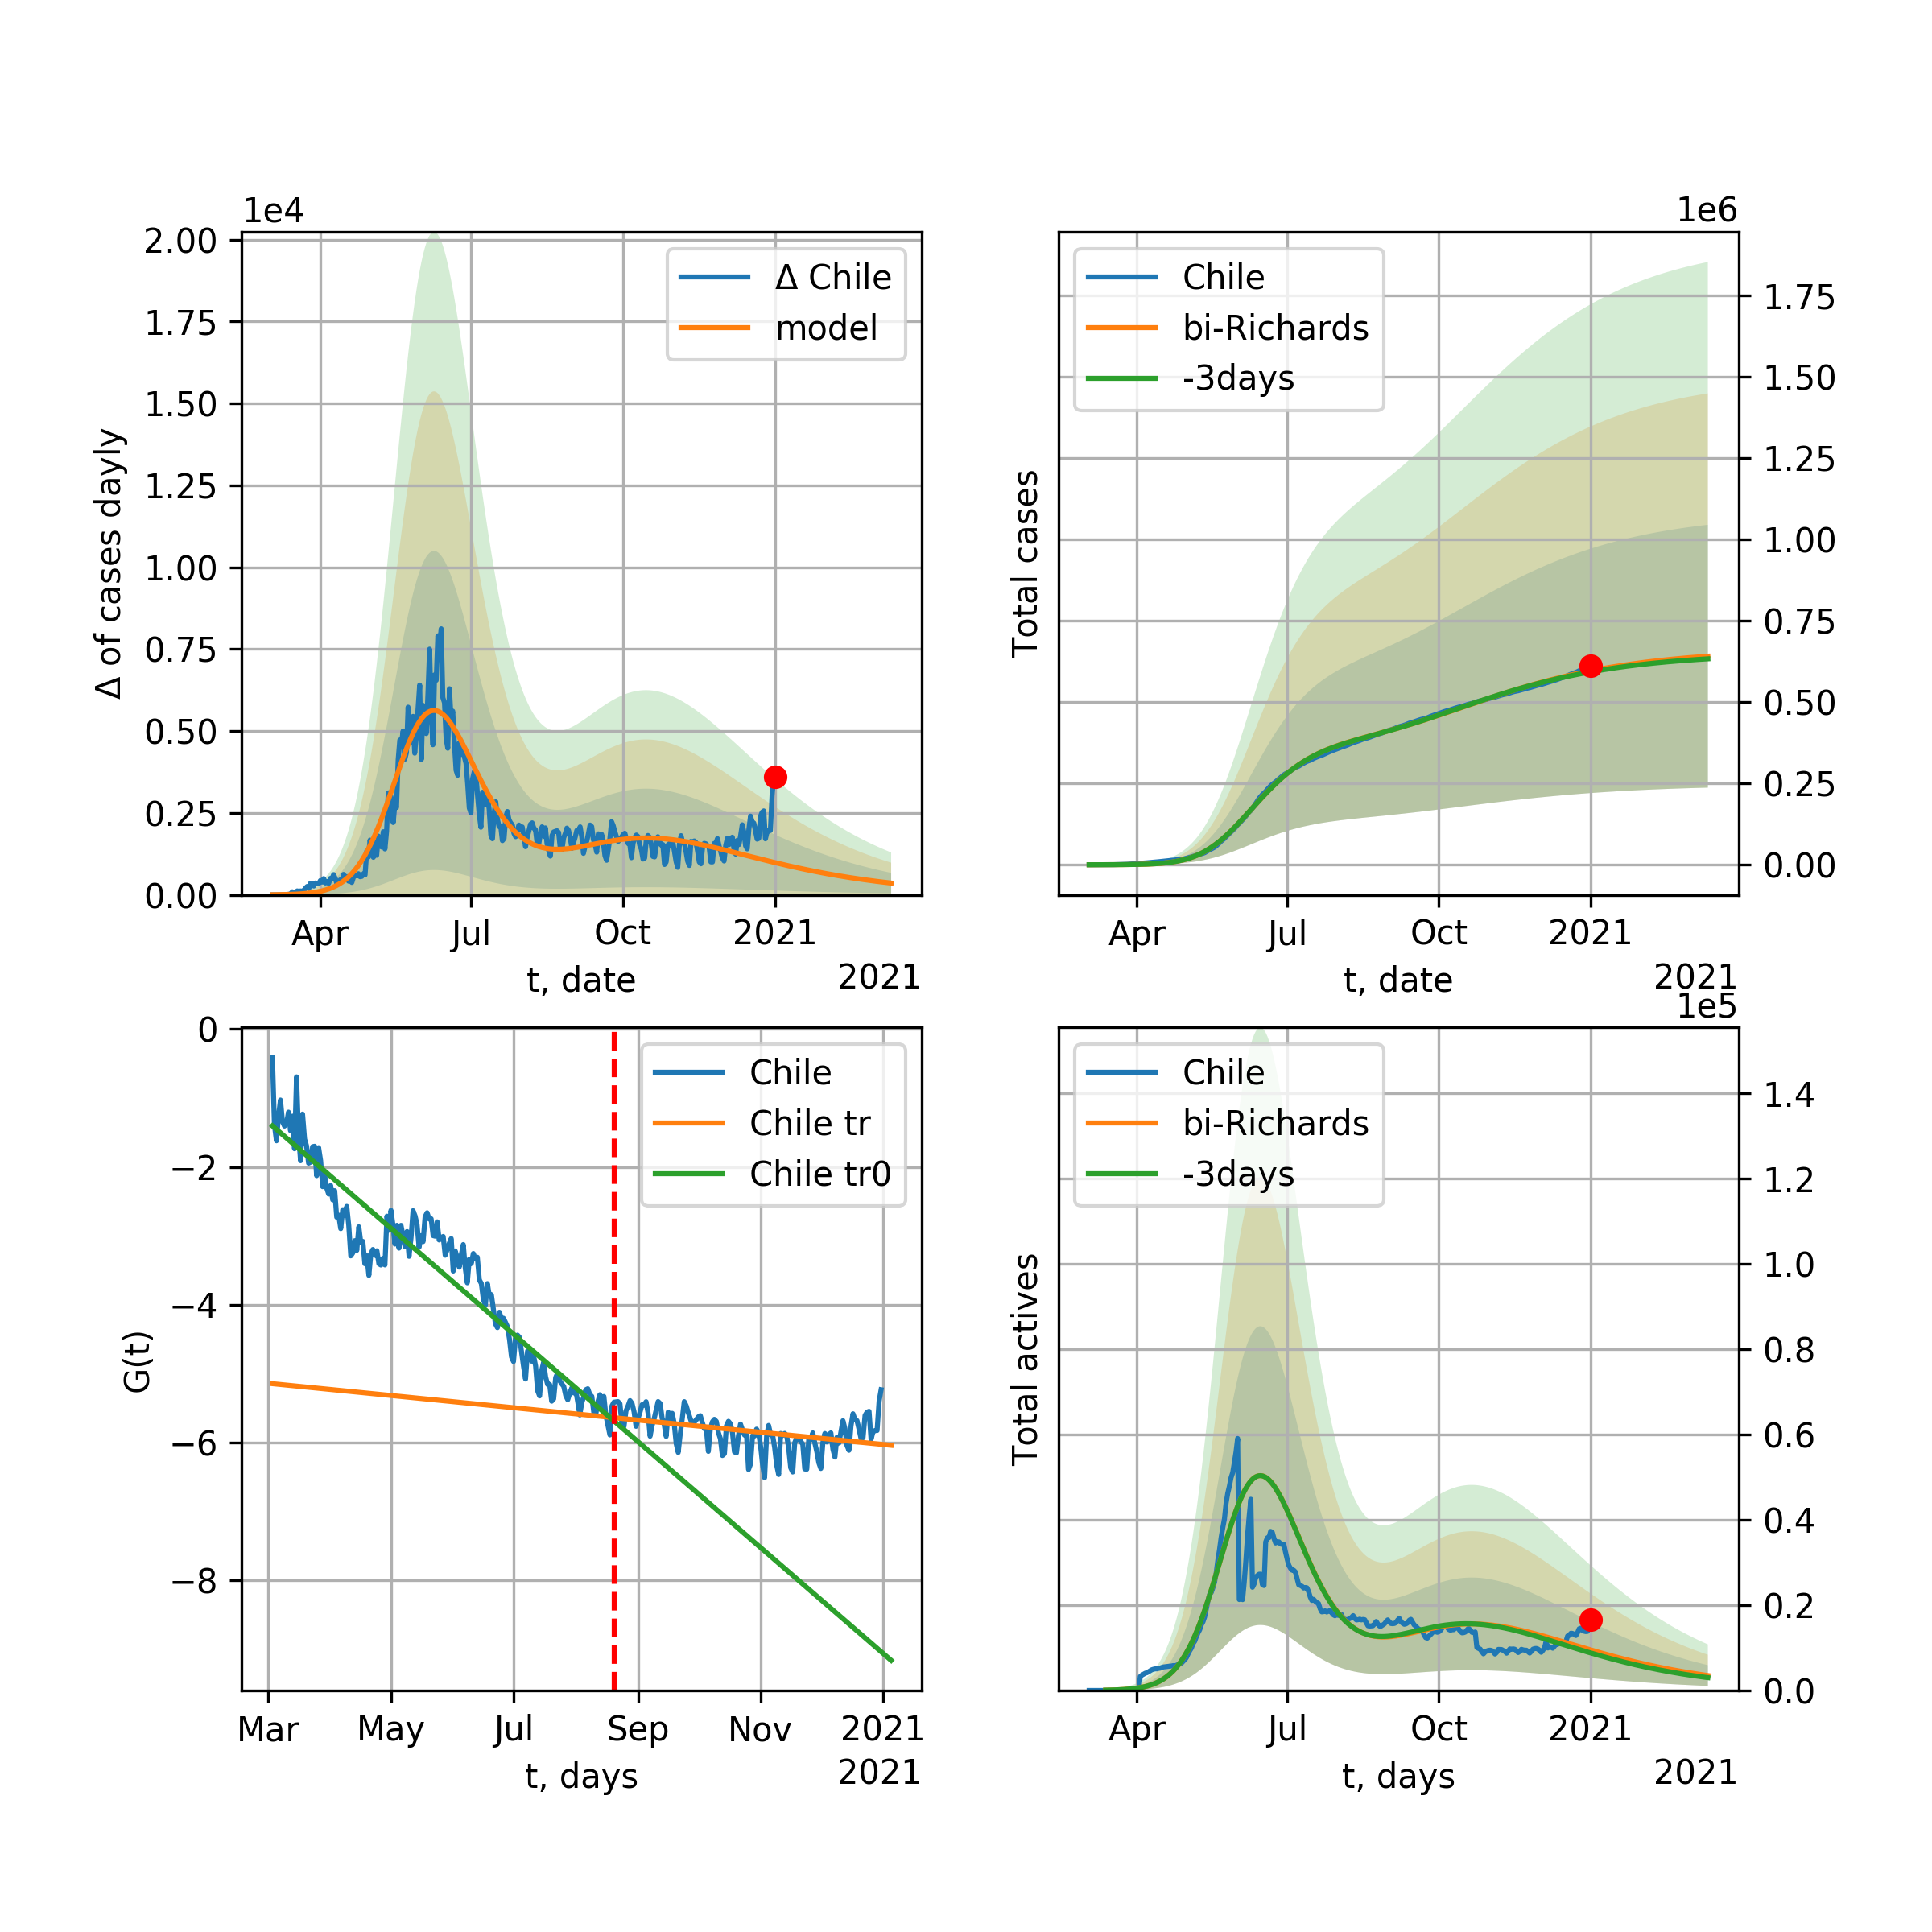 1e4
2.00
1.75
1.50
1.25
1.00
0.75
0.50
0.25
0.00
Δ of cases dayly
Δ Chile
model
Apr Jul Oct 2021
t, date 2021
1e6
Total cases
Chile
bi-Richards
-3days
1.75
1.50
1.25
1.00
0.75
0.50
0.25
0.00
Apr Jul Oct 2021
t, date 2021
0
−2
−4
−6
−8
G(t)
Chile
Chile tr
Chile tr0
Mar May Jul Sep Nov 2021
t, days 2021
1e5
Total actives
Chile
bi-Richards
-3days
1.4
1.2
1.0
0.8
0.6
0.4
0.2
0.0
Apr Jul Oct 2021
t, days 2021